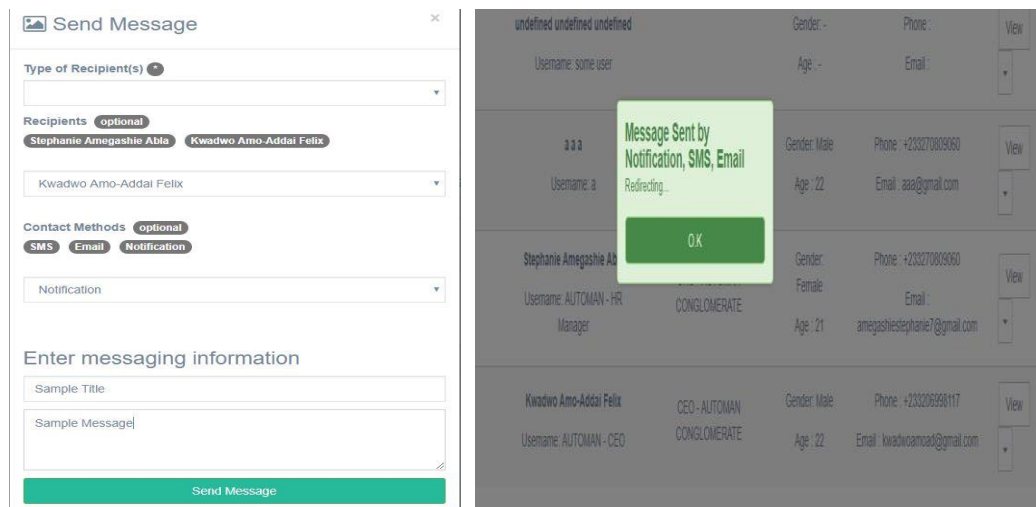 Send Message
×
Type of Recipient(s) *
Recipients optional
Stephanie Amegashie Abla Kwadwo Amo-Addai Felix
Kwadwo Amo-Addai Felix
Contact Methods optional
SMS Email Notification
Notification
Enter messaging information
Sample Title
Sample Message
Send Message
undefined undefined undefined Gender: - Phone : View
Username: some user Age : - Email :
a a a Gender: Male Phone : +233270809060 View
Username: a Age : 22 Email : aaa@gmail.com
Message Sent by
Notification, SMS, Email
Redirecting...
O.K
Stephanie Amegashie Ab Gender: Phone : +233270809060 View
Female
Username: AUTOMAN - HR CONGLOMERATE Email :
Manager Age : 21 amegashiestephanie7@gmail.com
Kwadwo Amo-Addai Felix CEO - AUTOMAN Gender: Male Phone : +233206998117 View
Username: AUTOMAN - CEO CONGLOMERATE Age : 22 Email : kwadwoamoad@gmail.com